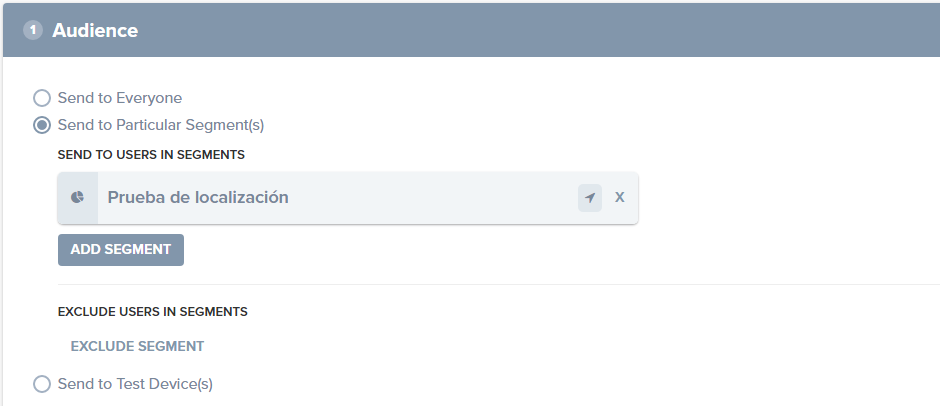 1 Audience
Send to Everyone
Send to Particular Segment(s)
SEND TO USERS IN SEGMENTS
Prueba de localización X
ADD SEGMENT
EXCLUDE USERS IN SEGMENTS
EXCLUDE SEGMENT
Send to Test Device(s)